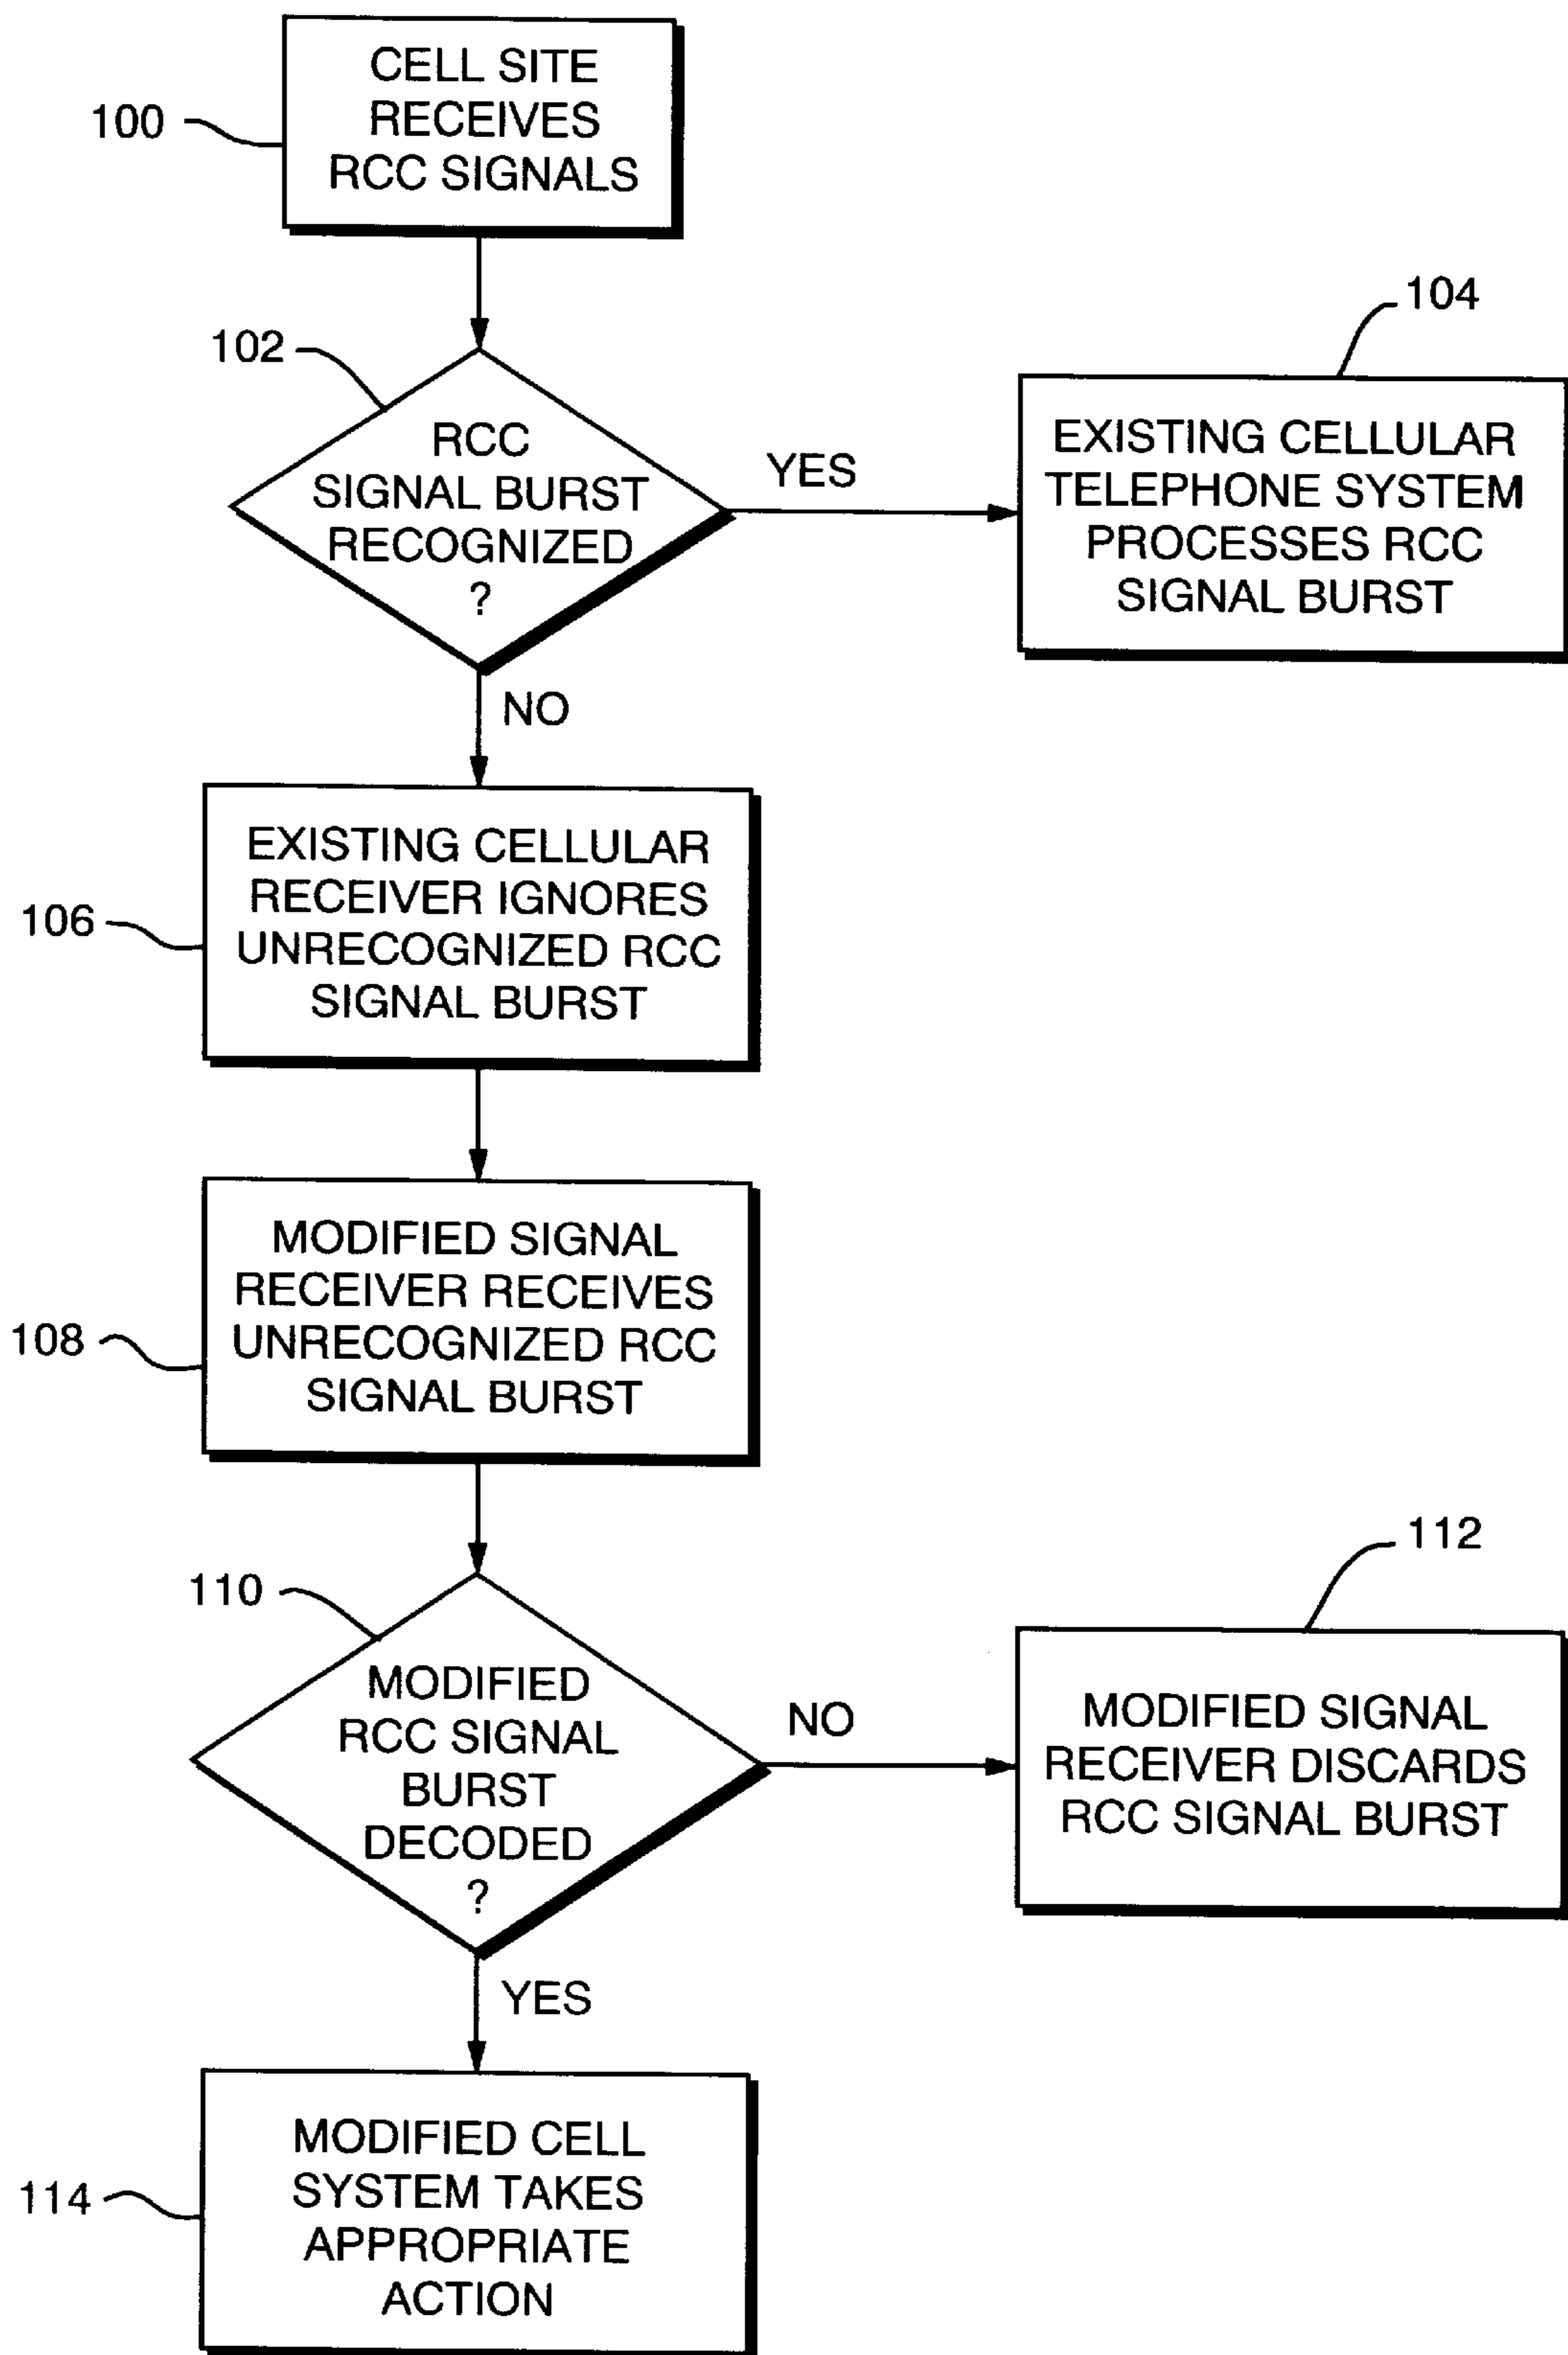 100
CELL SITE
RECEIVES
RCC SIGNALS
102
RCC
SIGNAL BURST
RECOGNIZED
?
YES
104
EXISTING CELLULAR
TELEPHONE SYSTEM
PROCESSES RCC
SIGNAL BURST
NO
106
EXISTING CELLULAR
RECEIVER IGNORES
UNRECOGNIZED RCC
SIGNAL BURST
108
MODIFIED SIGNAL
RECEIVER RECEIVES
UNRECOGNIZED RCC
SIGNAL BURST
110
MODIFIED
RCC SIGNAL
BURST
DECODED
?
NO
112
MODIFIED SIGNAL
RECEIVER DISCARDS
RCC SIGNAL BURST
YES
114
MODIFIED CELL
SYSTEM TAKES
APPROPRIATE
ACTION